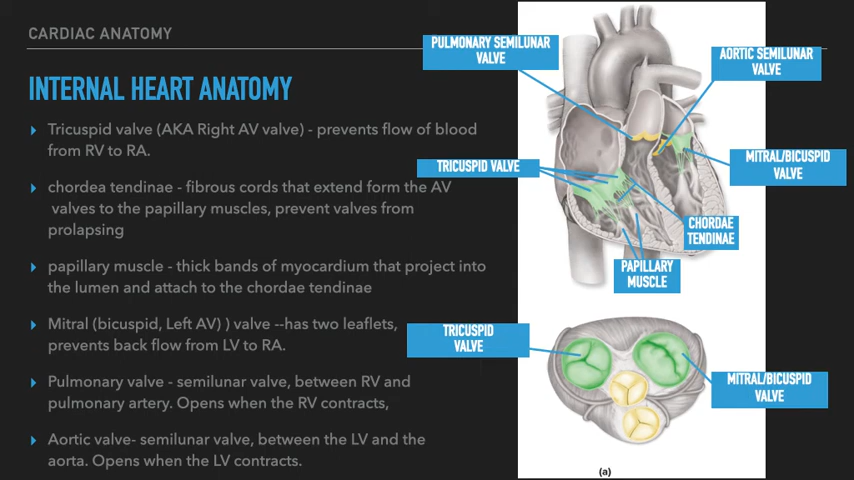 CARDIAC ANATOMY
INTERNAL HEART ANATOMY
Tricuspid valve (AKA Right AV valve) - prevents flow of blood
from RV to RA.
chordea tendinae - fibrous cords that extend form the AV
valves to the papillary muscles, prevent valves from
prolapsing
papillary muscle - thick bands of myocardium that project into
the lumen and attach to the chordae tendinae
Mitral (bicuspid, Left AV) ) valve --has two leaflets,
prevents back flow from LV to RA.
Pulmonary valve - semilunar valve, between RV and
pulmonary artery. Opens when the RV contracts,
Aortic valve- semilunar valve, between the LV and the
aorta. Opens when the LV contracts.
PULMONARY SEMILUNAR
VALVE
AORTIC SEMILUNAR
VALVE
TRICUSPID VALVE
MITRAL/BICUSPID
VALVE
CHORDAE
TENDINAE
PAPILLARY
MUSCLE
TRICUSPID
VALVE
MITRAL/BICUSPID
VALVE
(a)